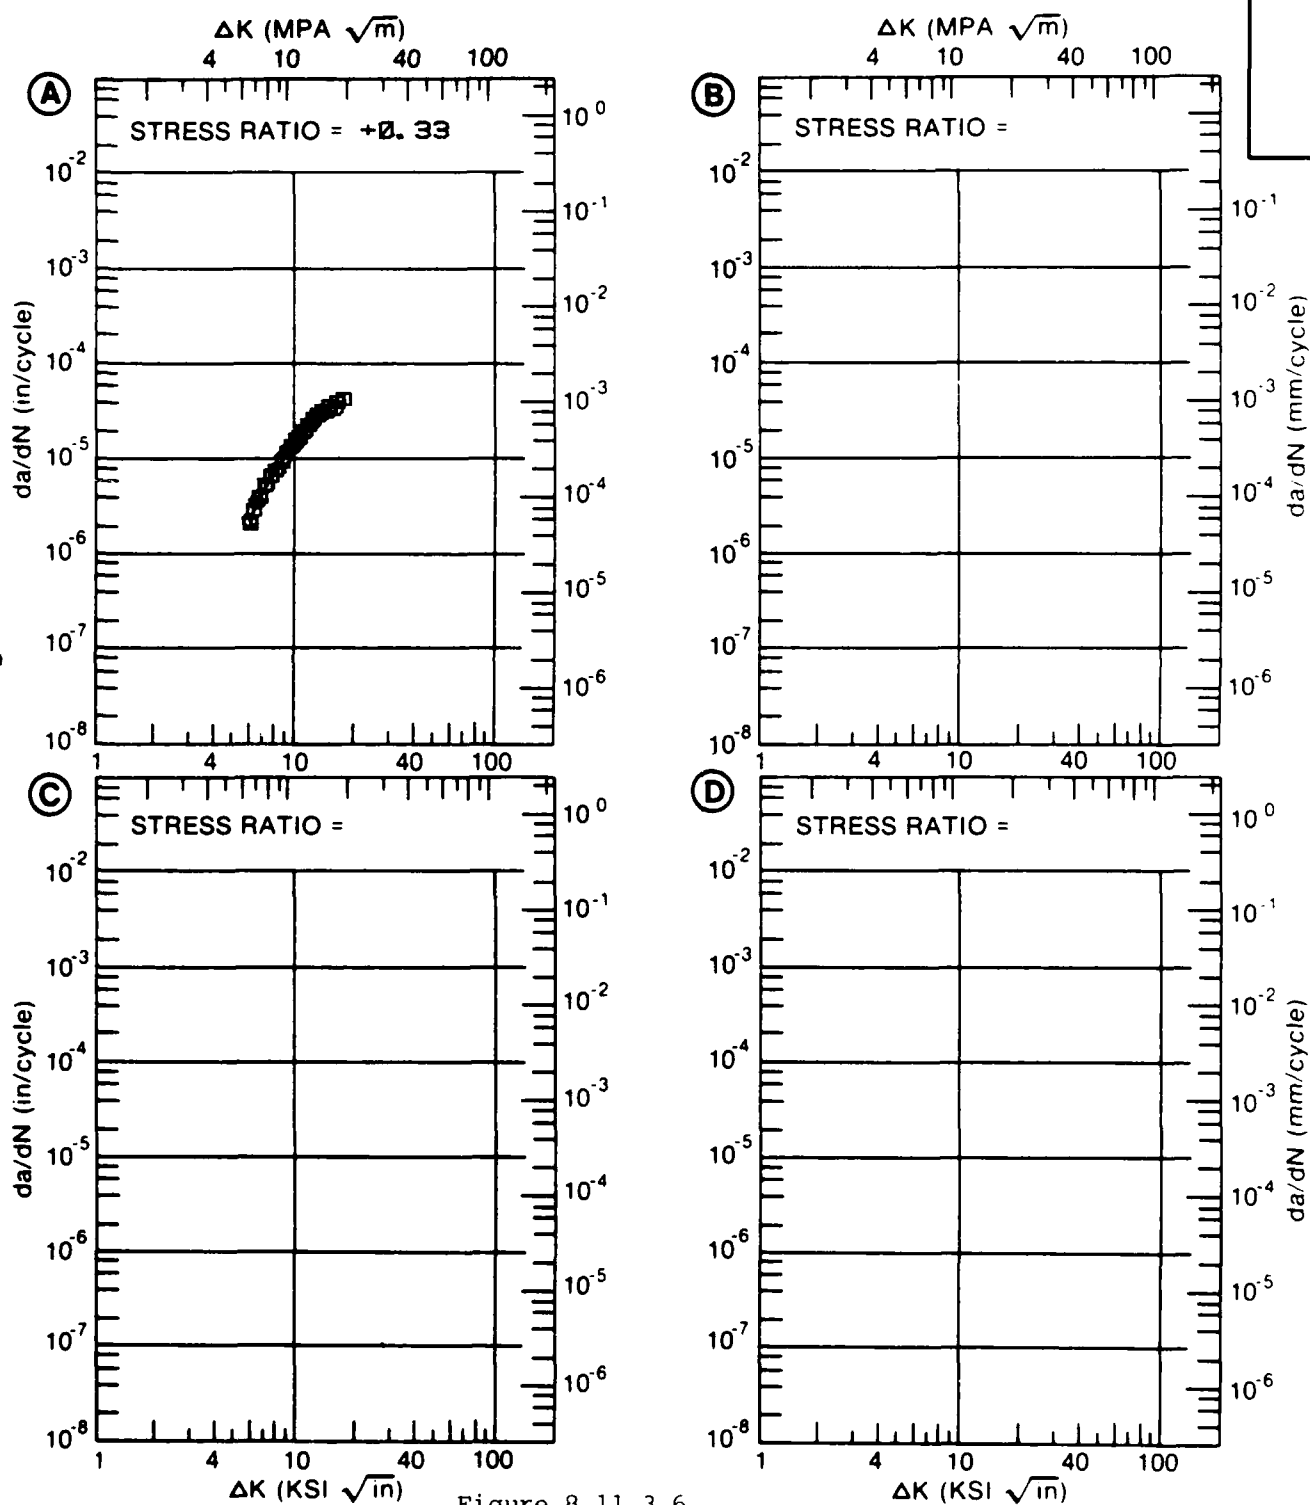 ΔK (MPA √m)
4 10 40 100
ΔK (MPA √m)
4 10 40 100
A
STRESS RATIO = +0.33
10^-2
10^-3
10^-4
10^-5
10^-6
10^-7
10^-8
da/dN (in/cycle)
10^0
10^-1
10^-2
10^-3
10^-4
10^-5
10^-6
1 4 10 40 100
B
STRESS RATIO =
10^-2
10^-3
10^-4
10^-5
10^-6
10^-7
10^-8
10^-1
10^-2
10^-3
10^-4
10^-5
10^-6
da/dN (mm/cycle)
1 4 10 40 100
C
STRESS RATIO =
10^-2
10^-3
10^-4
10^-5
10^-6
10^-7
10^-8
da/dN (in/cycle)
10^0
10^-1
10^-2
10^-3
10^-4
10^-5
10^-6
1 4 10 40 100
ΔK (KSI √in)
D
STRESS RATIO =
10^-2
10^-3
10^-4
10^-5
10^-6
10^-7
10^-8
10^0
10^-1
10^-2
10^-3
10^-4
10^-5
10^-6
da/dN (mm/cycle)
1 4 10 40 100
ΔK (KSI √in)
Figure 8.11.3.6